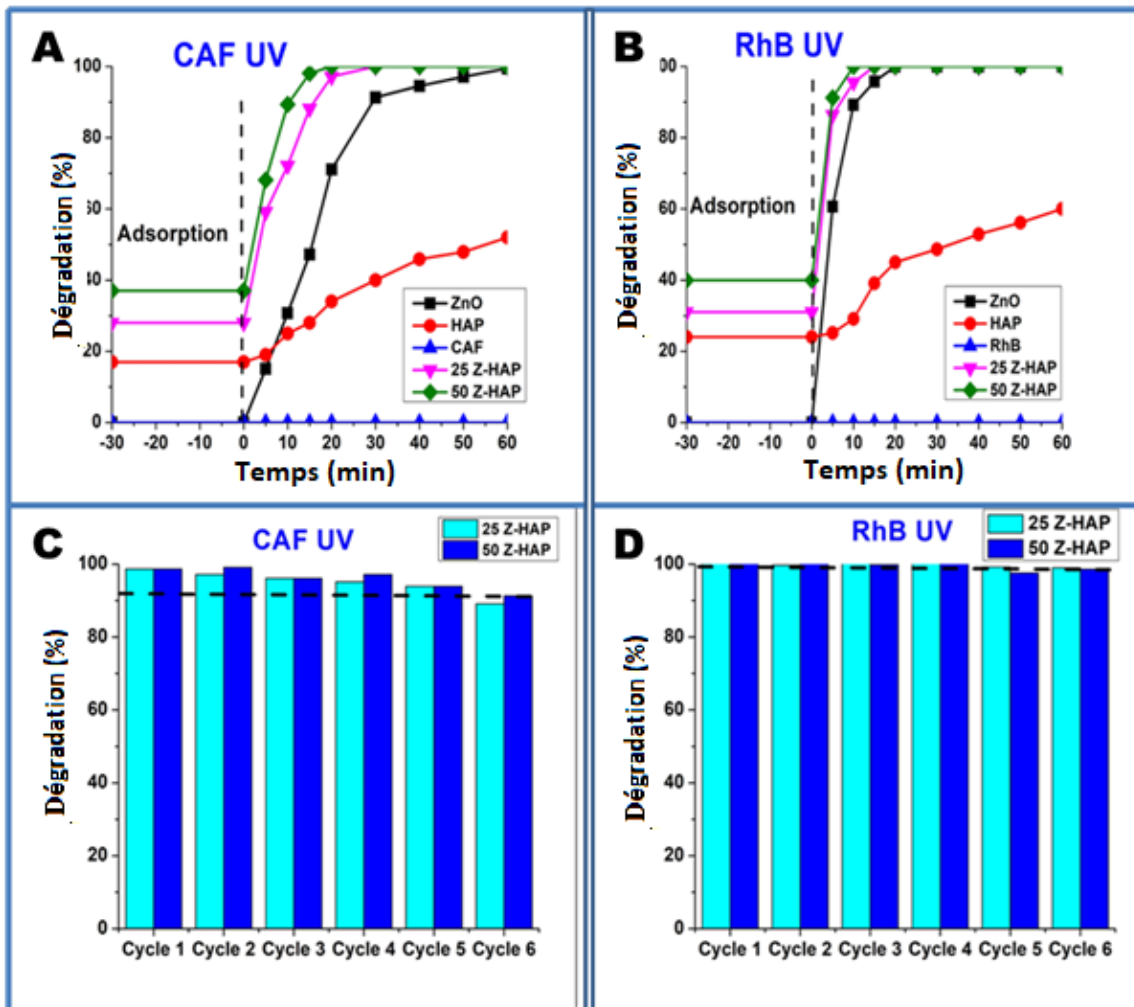 A
CAF UV
100
80
60
40
20
0
Dégradation (%)
Adsorption
ZnO
HAP
CAF
25 Z-HAP
50 Z-HAP
-30 -20 -10 0 10 20 30 40 50 60
Temps (min)
B
RhB UV
00
80
60
40
20
0
Dégradation (%)
Adsorption
ZnO
HAP
RhB
25 Z-HAP
50 Z-HAP
-30 -20 -10 0 10 20 30 40 50 60
Temps (min)
C
CAF UV
25 Z-HAP
50 Z-HAP
100
80
60
40
20
0
Dégradation (%)
Cycle 1 Cycle 2 Cycle 3 Cycle 4 Cycle 5 Cycle 6
D
RhB UV
25 Z-HAP
50 Z-HAP
100
80
60
40
20
0
Dégradation (%)
Cycle 1 Cycle 2 Cycle 3 Cycle 4 Cycle 5 Cycle 6